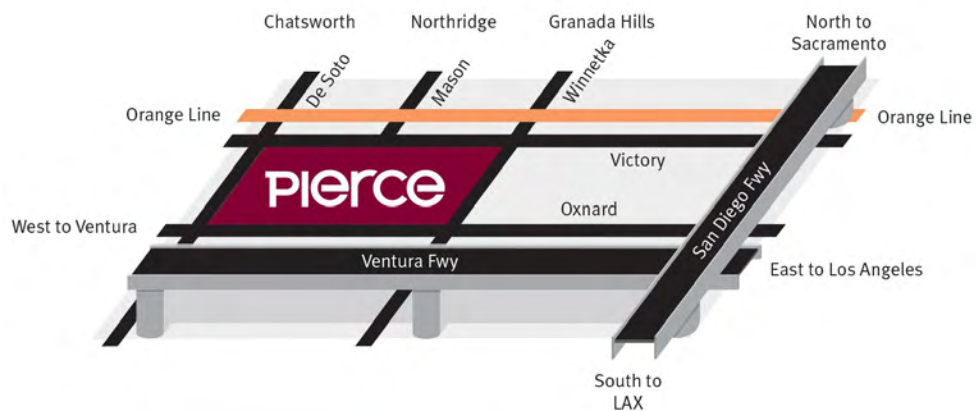 Chatsworth
Northridge
Granada Hills
North to
Sacramento
De Soto
Mason
Winnetka
Orange Line
Orange Line
Victory
PIERCE
Oxnard
San Diego Fwy
West to Ventura
Ventura Fwy
East to Los Angeles
South to
LAX